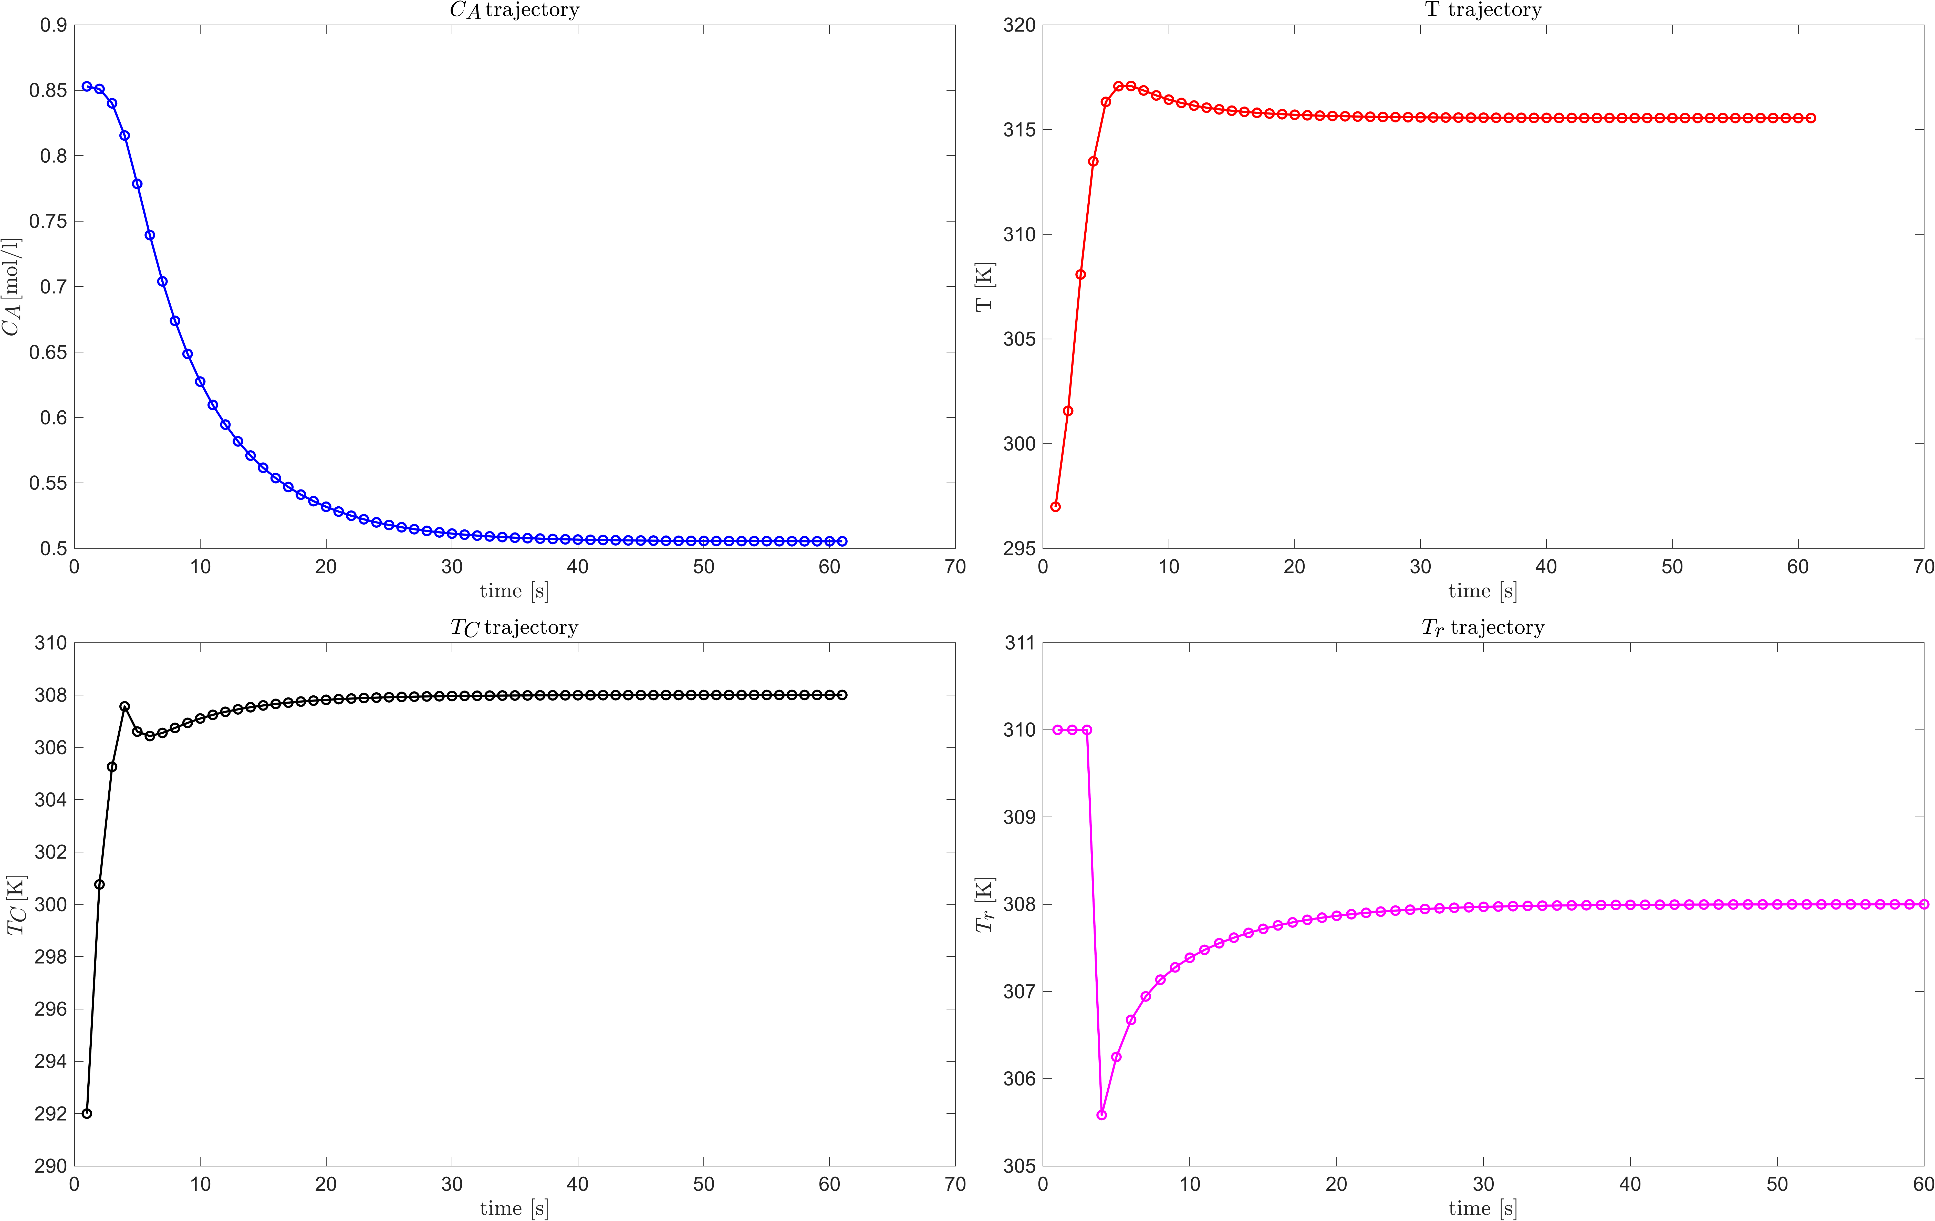 C_A trajectory
0.9
0.85
0.8
0.75
0.7
0.65
0.6
0.55
0.5
C_A [mol/l]
0 10 20 30 40 50 60 70
time [s]
T trajectory
320
315
310
305
300
295
T [K]
0 10 20 30 40 50 60 70
time [s]
T_C trajectory
310
308
306
304
302
300
298
296
294
292
290
T_C [K]
0 10 20 30 40 50 60 70
time [s]
T_r trajectory
311
310
309
308
307
306
305
T_r [K]
0 10 20 30 40 50 60
time [s]